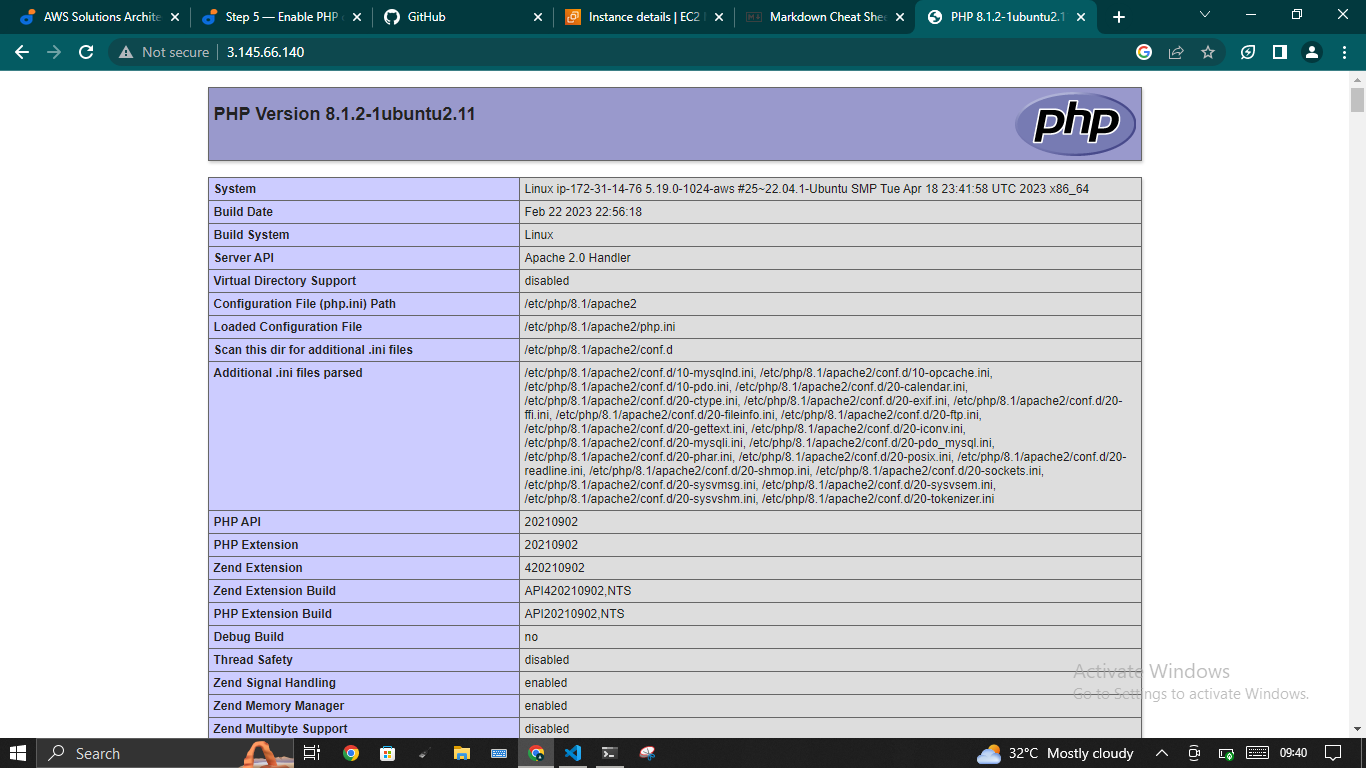 AWS Solutions Archite
Step 5 — Enable PHP
GitHub
Instance details | EC2
Markdown Cheat Shee
PHP 8.1.2-1ubuntu2.1
Not secure
3.145.66.140
PHP Version 8.1.2-1ubuntu2.11
php
System Linux ip-172-31-14-76 5.19.0-1024-aws #25~22.04.1-Ubuntu SMP Tue Apr 18 23:41:58 UTC 2023 x86_64
Build Date Feb 22 2023 22:56:18
Build System Linux
Server API Apache 2.0 Handler
Virtual Directory Support disabled
Configuration File (php.ini) Path /etc/php/8.1/apache2
Loaded Configuration File /etc/php/8.1/apache2/php.ini
Scan this dir for additional .ini files /etc/php/8.1/apache2/conf.d
Additional .ini files parsed /etc/php/8.1/apache2/conf.d/10-mysqlnd.ini, /etc/php/8.1/apache2/conf.d/10-opcache.ini,
/etc/php/8.1/apache2/conf.d/10-pdo.ini, /etc/php/8.1/apache2/conf.d/20-calendar.ini,
/etc/php/8.1/apache2/conf.d/20-ctype.ini, /etc/php/8.1/apache2/conf.d/20-exif.ini, /etc/php/8.1/apache2/conf.d/20-
ffi.ini, /etc/php/8.1/apache2/conf.d/20-fileinfo.ini, /etc/php/8.1/apache2/conf.d/20-ftp.ini,
/etc/php/8.1/apache2/conf.d/20-gettext.ini, /etc/php/8.1/apache2/conf.d/20-iconv.ini,
/etc/php/8.1/apache2/conf.d/20-mysqli.ini, /etc/php/8.1/apache2/conf.d/20-pdo_mysql.ini,
/etc/php/8.1/apache2/conf.d/20-phar.ini, /etc/php/8.1/apache2/conf.d/20-posix.ini, /etc/php/8.1/apache2/conf.d/20-
readline.ini, /etc/php/8.1/apache2/conf.d/20-shmop.ini, /etc/php/8.1/apache2/conf.d/20-sockets.ini,
/etc/php/8.1/apache2/conf.d/20-sysvmsg.ini, /etc/php/8.1/apache2/conf.d/20-sysvsem.ini,
/etc/php/8.1/apache2/conf.d/20-sysvshm.ini, /etc/php/8.1/apache2/conf.d/20-tokenizer.ini
PHP API 20210902
PHP Extension 20210902
Zend Extension 420210902
Zend Extension Build API420210902,NTS
PHP Extension Build API20210902,NTS
Debug Build no
Thread Safety disabled
Zend Signal Handling enabled
Zend Memory Manager enabled
Zend Multibyte Support disabled
Activate Windows
Go to Settings to activate Windows.
Search
32°C Mostly cloudy
09:40